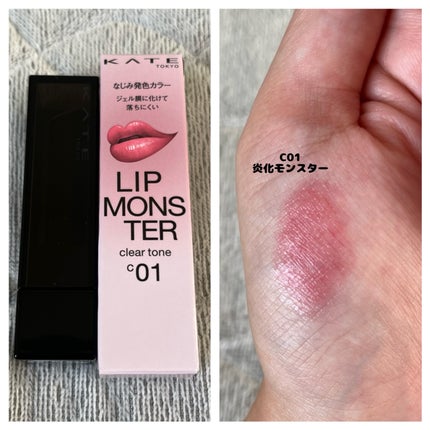 KATE
TOKYO
なじみ発色カラー
ジェル膜に化けて
落ちにくい
LIP
MONS
TER
clear tone
c01
KATE
C01
炎化モンスター